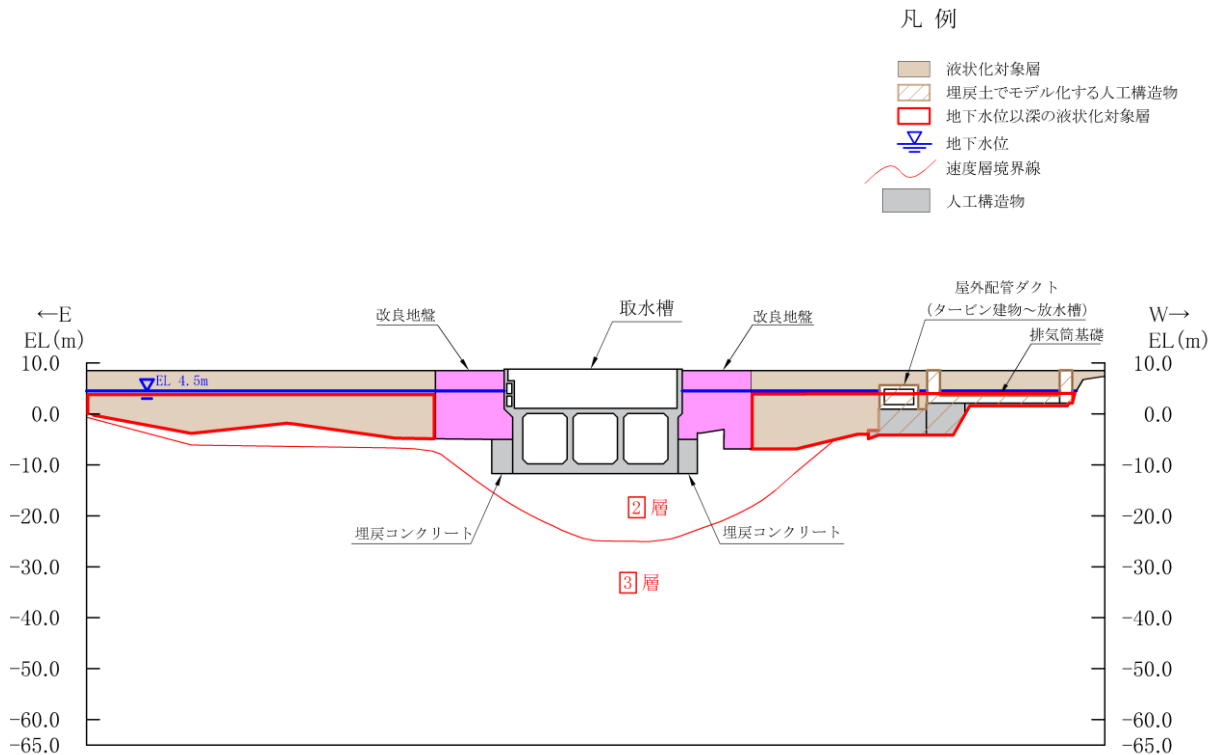 凡 例
液状化対象層
埋戻土でモデル化する人工構造物
地下水位以深の液状化対象層
地下水位
速度層境界線
人工構造物
←E
EL(m)
改良地盤
取水槽
改良地盤
屋外配管ダクト
(タービン建物～放水槽)
排気筒基礎
W→
EL(m)
10.0
0.0
-10.0
-20.0
-30.0
-40.0
-50.0
-60.0
-65.0
EL 4.5m
2 層
埋戻コンクリート
埋戻コンクリート
3 層
10.0
0.0
-10.0
-20.0
-30.0
-40.0
-50.0
-60.0
-65.0